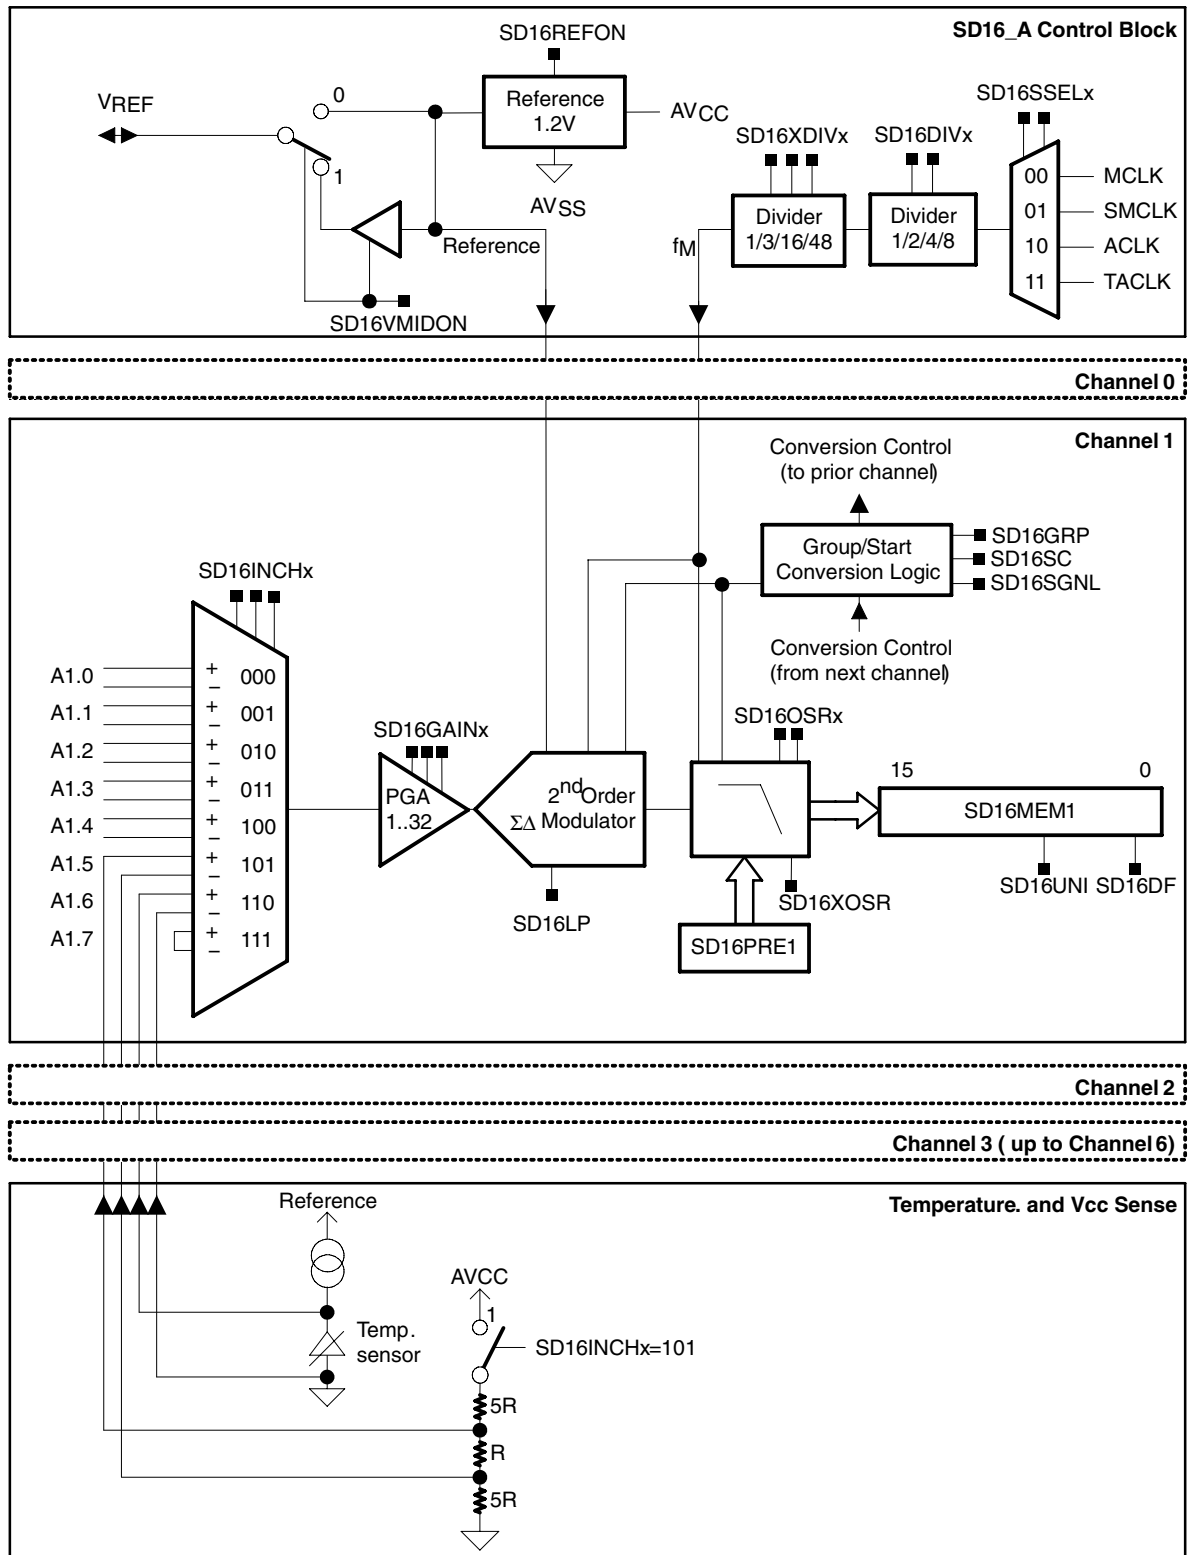 SD16_A Control Block
SD16REFON
VREF
0
1
Reference
1.2V
AVCC
AVSS
Reference
SD16VMIDON
SD16SSELx
SD16XDIVx
SD16DIVx
fM
Divider
1/3/16/48
Divider
1/2/4/8
00
MCLK
01
SMCLK
10
ACLK
11
TACLK
Channel 0
Channel 1
Conversion Control
(to prior channel)
Group/Start
Conversion Logic
SD16GRP
SD16SC
SD16SGNL
Conversion Control
(from next channel)
SD16INCHx
A1.0
+
−
000
A1.1
+
−
001
A1.2
+
−
010
A1.3
+
−
011
A1.4
+
−
100
A1.5
+
−
101
A1.6
+
−
110
A1.7
+
−
111
SD16GAINx
PGA
1..32
2nd Order
ΣΔ Modulator
SD16LP
SD16OSRx
SD16XOSR
SD16PRE1
15
0
SD16MEM1
SD16UNI
SD16DF
Channel 2
Channel 3 ( up to Channel 6)
Temperature. and Vcc Sense
Reference
Temp.
sensor
AVCC
1
SD16INCHx=101
5R
R
5R